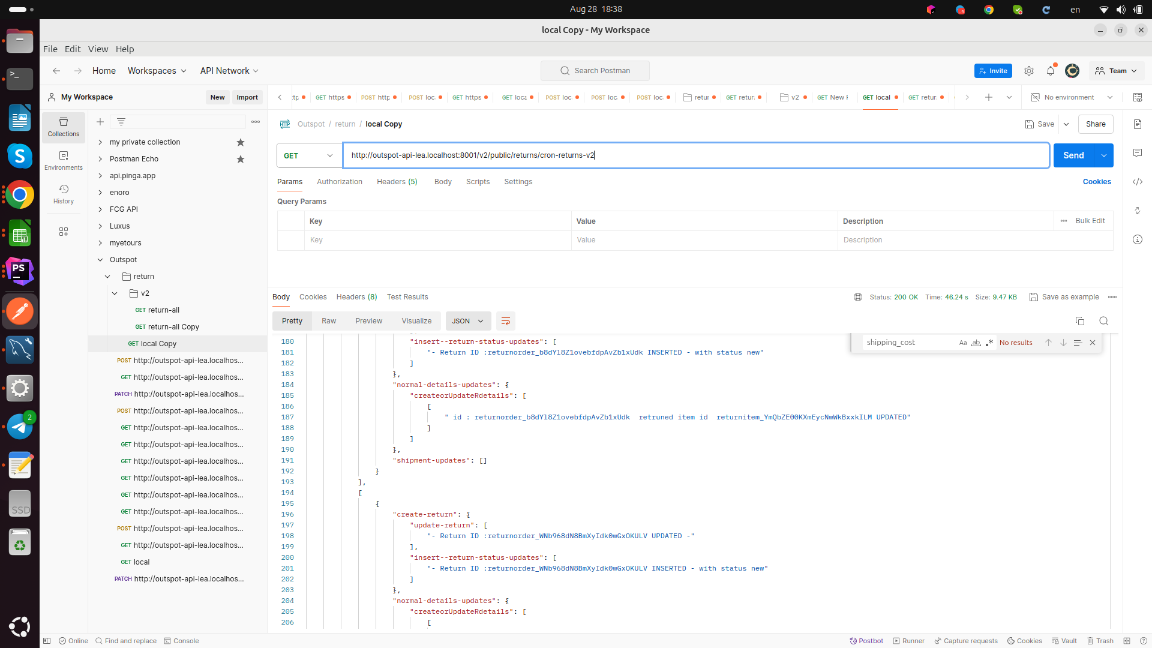 Aug 28  18:38
en
local Copy - My Workspace
File Edit View Help
Home Workspaces API Network
Search Postman
Invite
Team
My Workspace
New Import
GET https
POST http
POST loc
GET https
GET loca
POST loc
POST loc
POST loc
retur
GET return
v2
GET New R
GET local
GET return
No environment
Collections
Environments
History
my private collection
Postman Echo
api.pinga.app
enoro
FCG API
Luxus
myetours
Outspot
return
v2
GET return-all
GET return-all Copy
GET local Copy
POST http://outspot-api-lea.localhos...
GET http://outspot-api-lea.localhos...
PATCH http://outspot-api-lea.localhos...
POST http://outspot-api-lea.localhos...
GET http://outspot-api-lea.localhos...
GET http://outspot-api-lea.localhos...
GET http://outspot-api-lea.localhos...
GET http://outspot-api-lea.localhos...
GET http://outspot-api-lea.localhos...
GET http://outspot-api-lea.localhos...
POST http://outspot-api-lea.localhos...
GET http://outspot-api-lea.localhos...
GET local
PATCH http://outspot-api-lea.localhos...
Outspot / return / local Copy
Save
Share
GET
http://outspot-api-lea.localhost:8001/v2/public/returns/cron-returns-v2
Send
Params Authorization Headers (5) Body Scripts Settings
Cookies
Query Params
Key Value Description Bulk Edit
Key Value Description
Body Cookies Headers (8) Test Results
Status: 200 OK Time: 46.24 s Size: 9.47 KB
Save as example
Pretty Raw Preview Visualize JSON
shipping_cost
Aa ab .* No results
180 "insert--return-status-updates": [
181 "- Return ID :returnorder_b8dYl8Z1ovebfdpAvZb1xUdk INSERTED - with status new"
182 ]
183 },
184 "normal-details-updates": {
185 "createorUpdateRdetails": [
186 [
187 " id : returnorder_b8dYl8Z1ovebfdpAvZb1xUdk  retruned item id  returnitem_YmQbZE00KXmEycNmWkBxxkILM UPDATED"
188 ]
189 ]
190 },
191 "shipment-updates": []
192 }
193 ],
194 [
195 {
196 "create-return": {
197 "update-return": [
198 "- Return ID :returnorder_WNb968dN8BmXyIdk0mGxOKULV UPDATED -"
199 ],
200 "insert--return-status-updates": [
201 "- Return ID :returnorder_WNb968dN8BmXyIdk0mGxOKULV INSERTED - with status new"
202 ]
203 },
204 "normal-details-updates": {
205 "createorUpdateRdetails": [
206 [
PS
2
SSD
Online Find and replace Console
Postbot Runner Capture requests Cookies Vault Trash